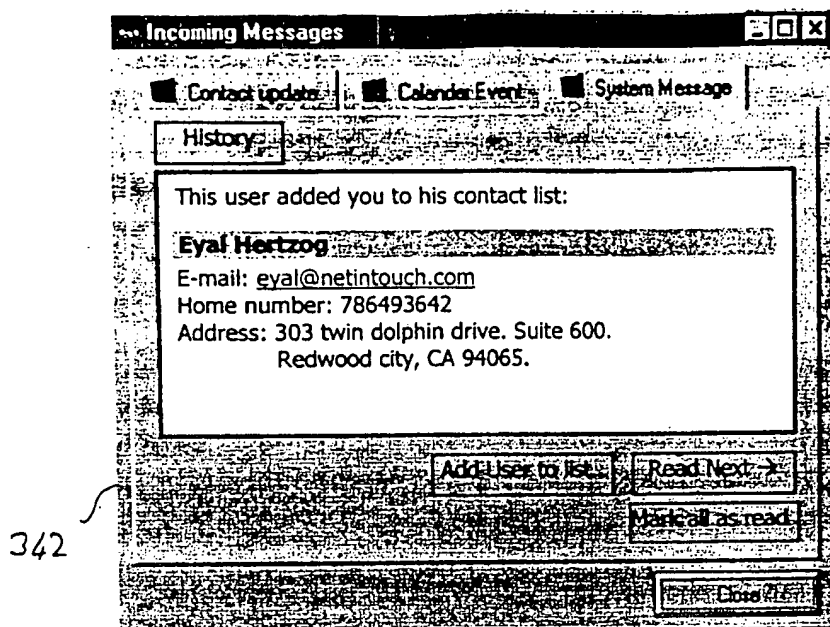 Incoming Messages
Contact update Calander Event System Message
History
This user added you to his contact list:
Eyal Hertzog
E-mail: eyal@netintouch.com
Home number: 786493642
Address: 303 twin dolphin drive. Suite 600.
Redwood city, CA 94065.
Add User to list Read Next →
Mark all as read
342
Close